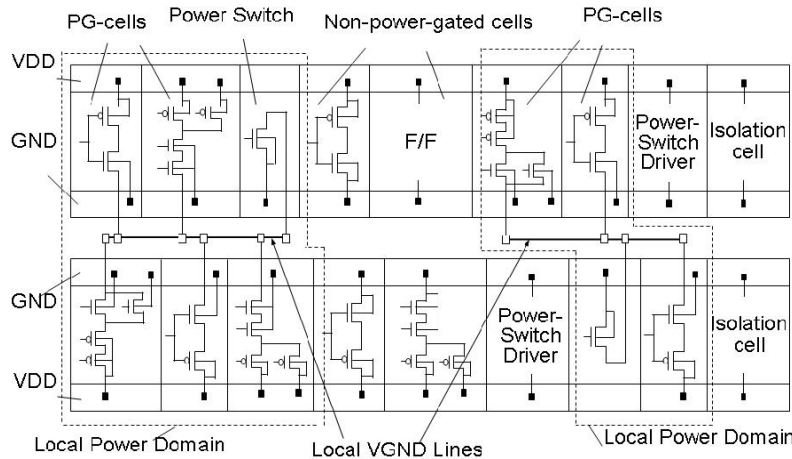 PG-cells
Power Switch
Non-power-gated cells
PG-cells
VDD
GND
F/F
Power-
Switch
Driver
Isolation
cell
GND
VDD
Power-
Switch
Driver
Isolation
cell
Local Power Domain
Local VGND Lines
Local Power Domain